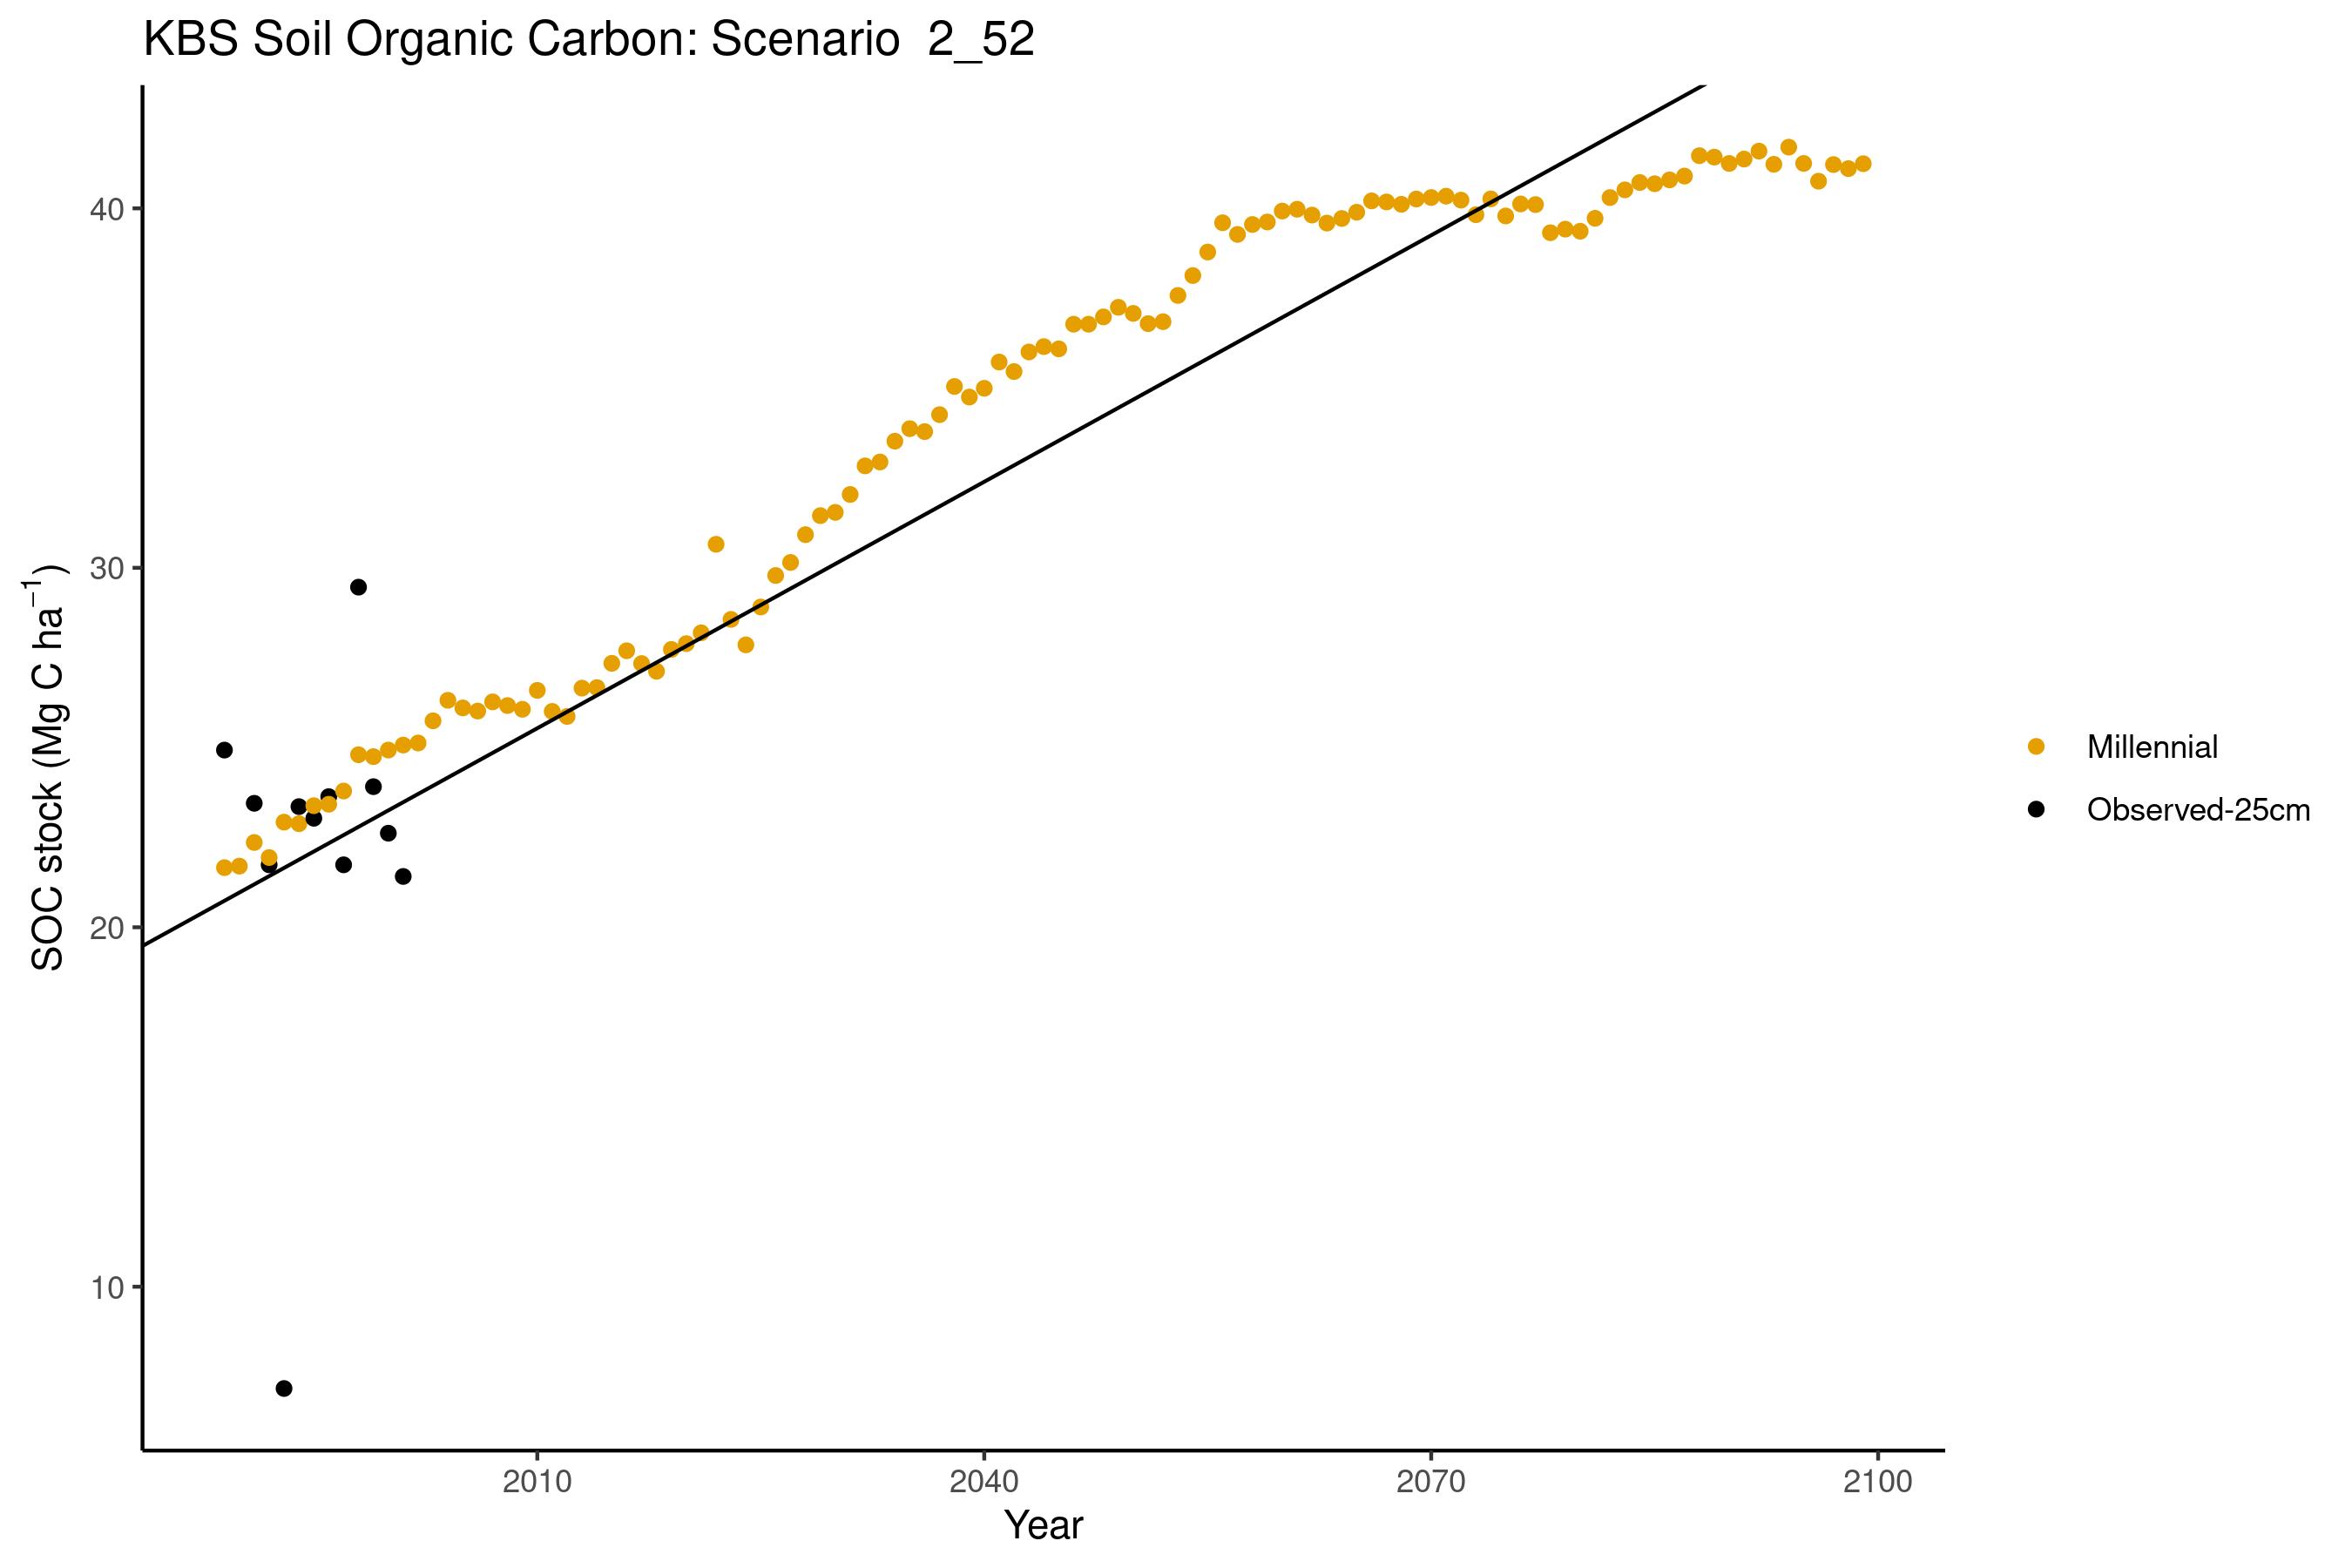 KBS Soil Organic Carbon: Scenario  2_52
SOC stock (Mg C ha⁻¹)
40
30
20
10
2010
2040
2070
2100
Year
Millennial
Observed-25cm